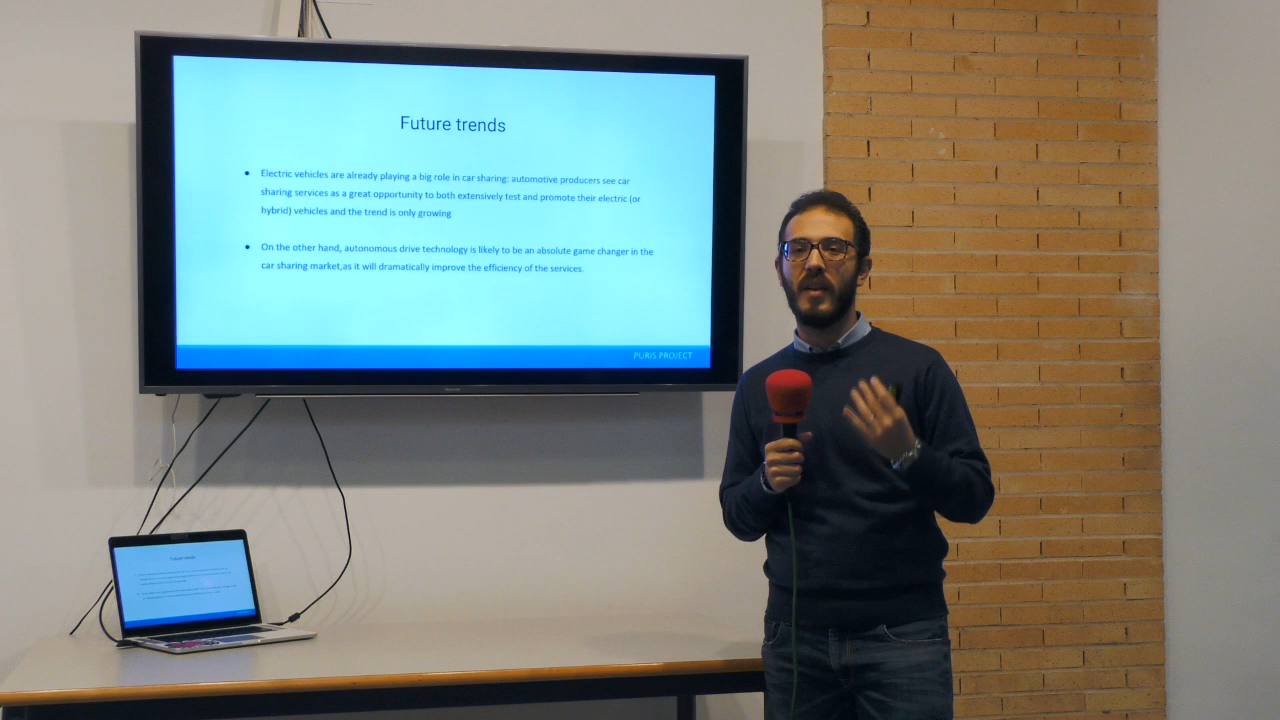 Future trends
● Electric vehicles are already playing a big role in car sharing: automotive producers see car
sharing services as a great opportunity to both extensively test and promote their electric (or
hybrid) vehicles and the trend is only growing
● On the other hand, autonomous drive technology is likely to be an absolute game changer in the
car sharing market,as it will dramatically improve the efficiency of the services.
PURIS PROJECT
Future trends